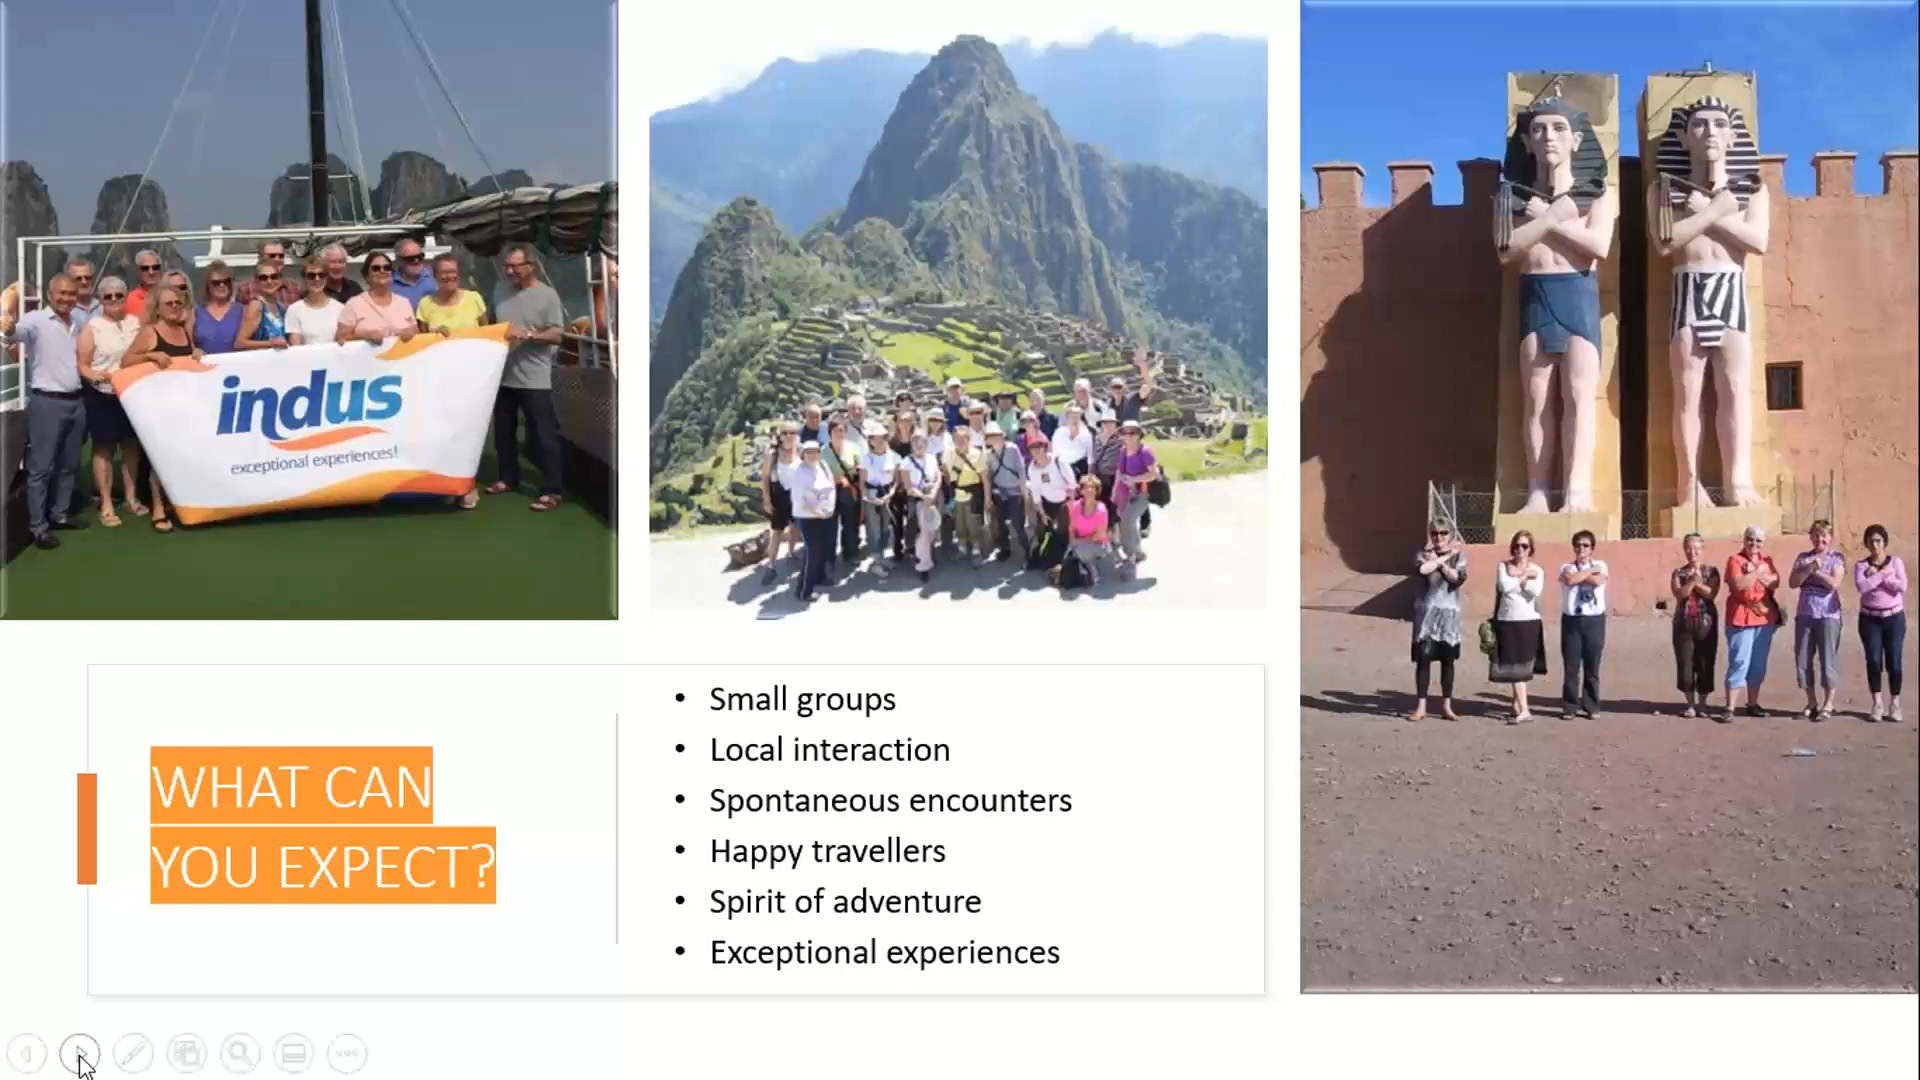 indus
exceptional experiences!
WHAT CAN
YOU EXPECT?
• Small groups
• Local interaction
• Spontaneous encounters
• Happy travellers
• Spirit of adventure
• Exceptional experiences